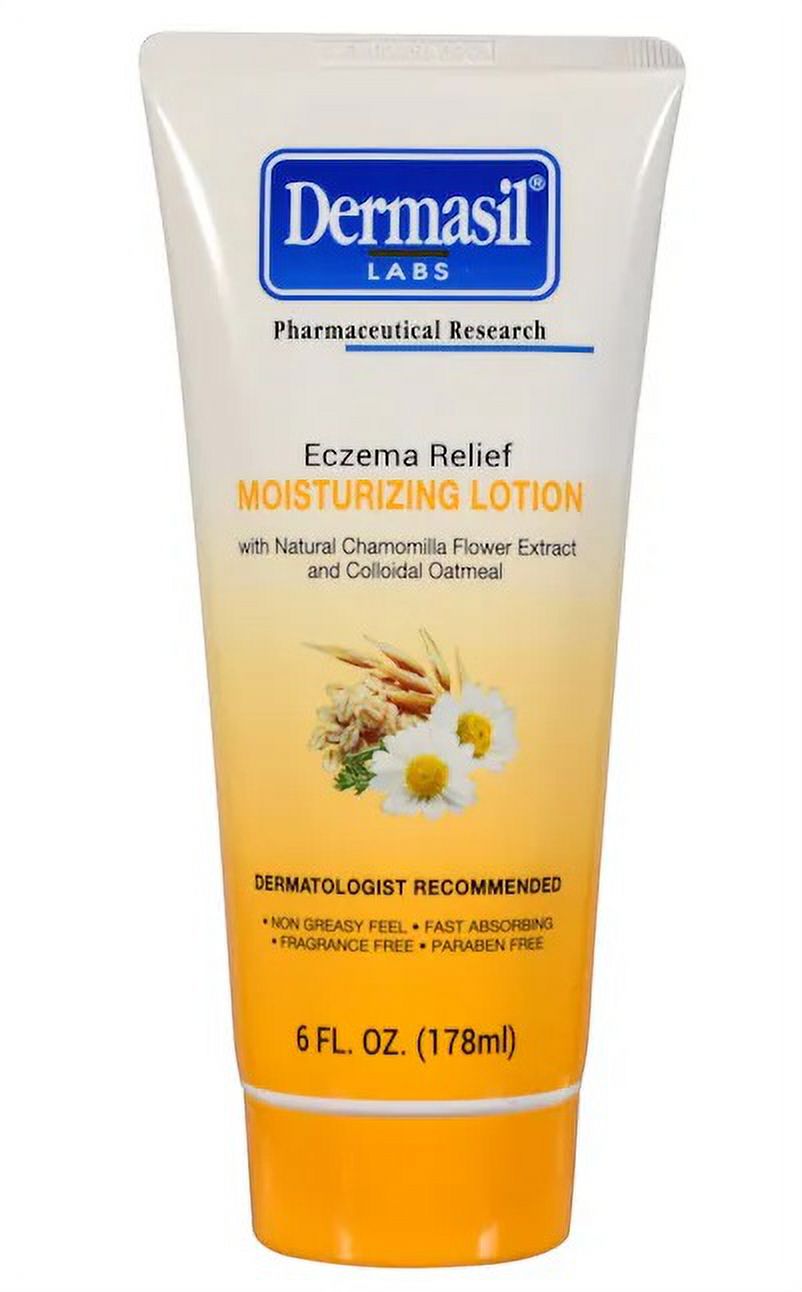 Dermasil®
LABS
Pharmaceutical Research
Eczema Relief
MOISTURIZING LOTION
with Natural Chamomilla Flower Extract
and Colloidal Oatmeal
DERMATOLOGIST RECOMMENDED
• NON GREASY FEEL • FAST ABSORBING
• FRAGRANCE FREE • PARABEN FREE
6 FL. OZ. (178ml)